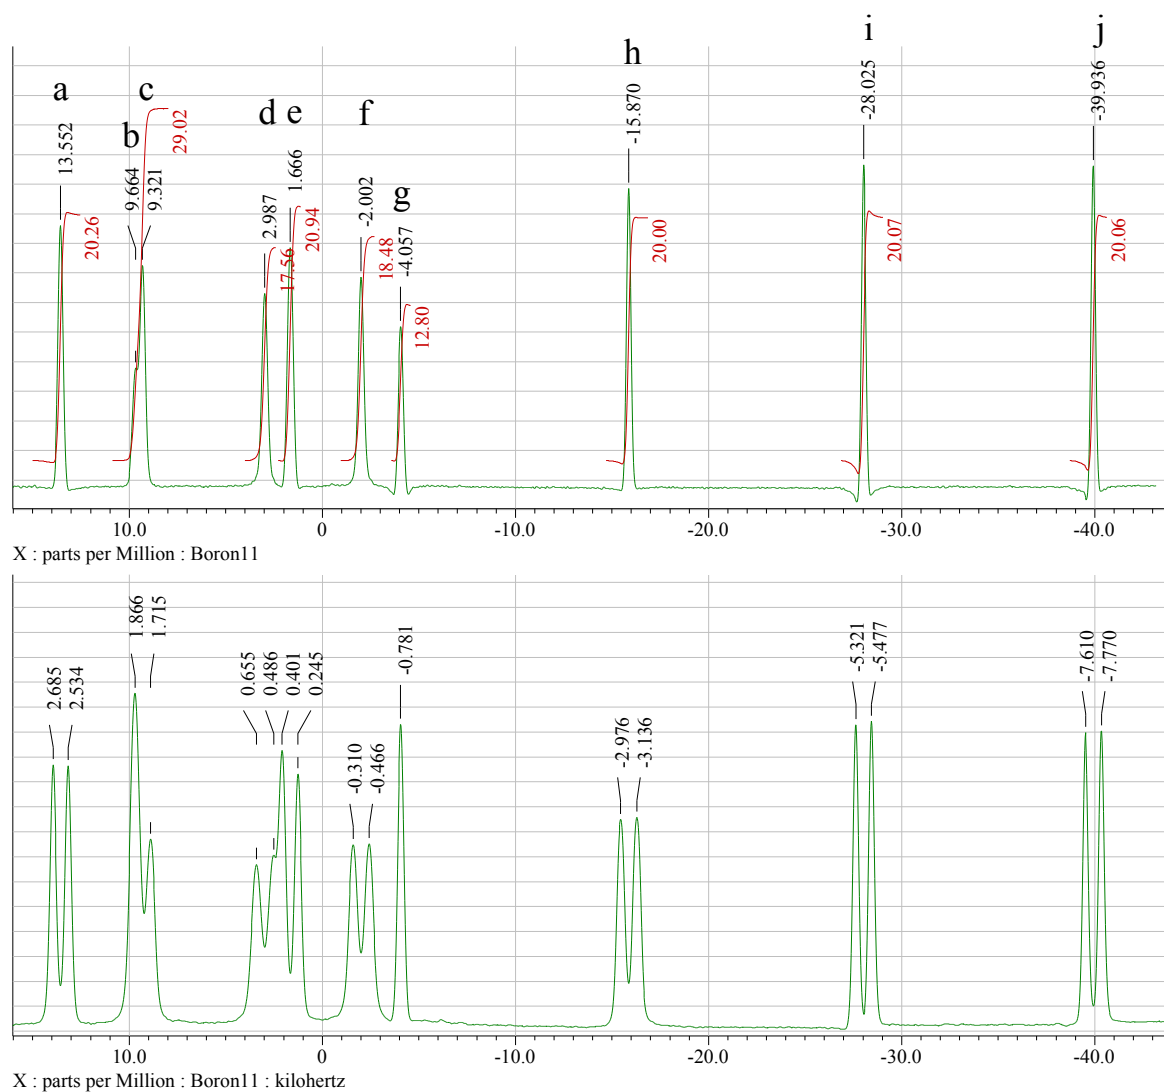 a
b
c
d
e
f
g
h
i
j
13.552
9.664
9.321
2.987
1.666
-2.002
-4.057
-15.870
-28.025
-39.936
20.26
29.02
17.56
20.94
18.48
12.80
20.00
20.07
20.06
10.0 0 -10.0 -20.0 -30.0 -40.0
X : parts per Million : Boron11
2.685
2.534
1.866
1.715
0.655
0.486
0.401
0.245
-0.310
-0.466
-0.781
-2.976
-3.136
-5.321
-5.477
-7.610
-7.770
10.0 0 -10.0 -20.0 -30.0 -40.0
X : parts per Million : Boron11 : kilohertz